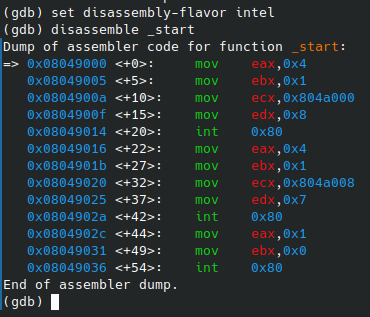 (gdb) set disassembly-flavor intel
(gdb) disassemble _start
Dump of assembler code for function _start:
=> 0x08049000 <+0>: mov eax,0x4
0x08049005 <+5>: mov ebx,0x1
0x0804900a <+10>: mov ecx,0x804a000
0x0804900f <+15>: mov edx,0x8
0x08049014 <+20>: int 0x80
0x08049016 <+22>: mov eax,0x4
0x0804901b <+27>: mov ebx,0x1
0x08049020 <+32>: mov ecx,0x804a008
0x08049025 <+37>: mov edx,0x7
0x0804902a <+42>: int 0x80
0x0804902c <+44>: mov eax,0x1
0x08049031 <+49>: mov ebx,0x0
0x08049036 <+54>: int 0x80
End of assembler dump.
(gdb)